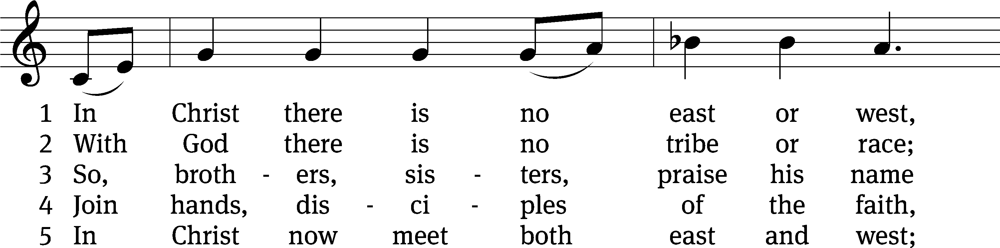 1 In Christ there is no east or west,
2 With God there is no tribe or race;
3 So, broth - ers, sis - ters, praise his name
4 Join hands, dis - ci - ples of the faith,
5 In Christ now meet both east and west;